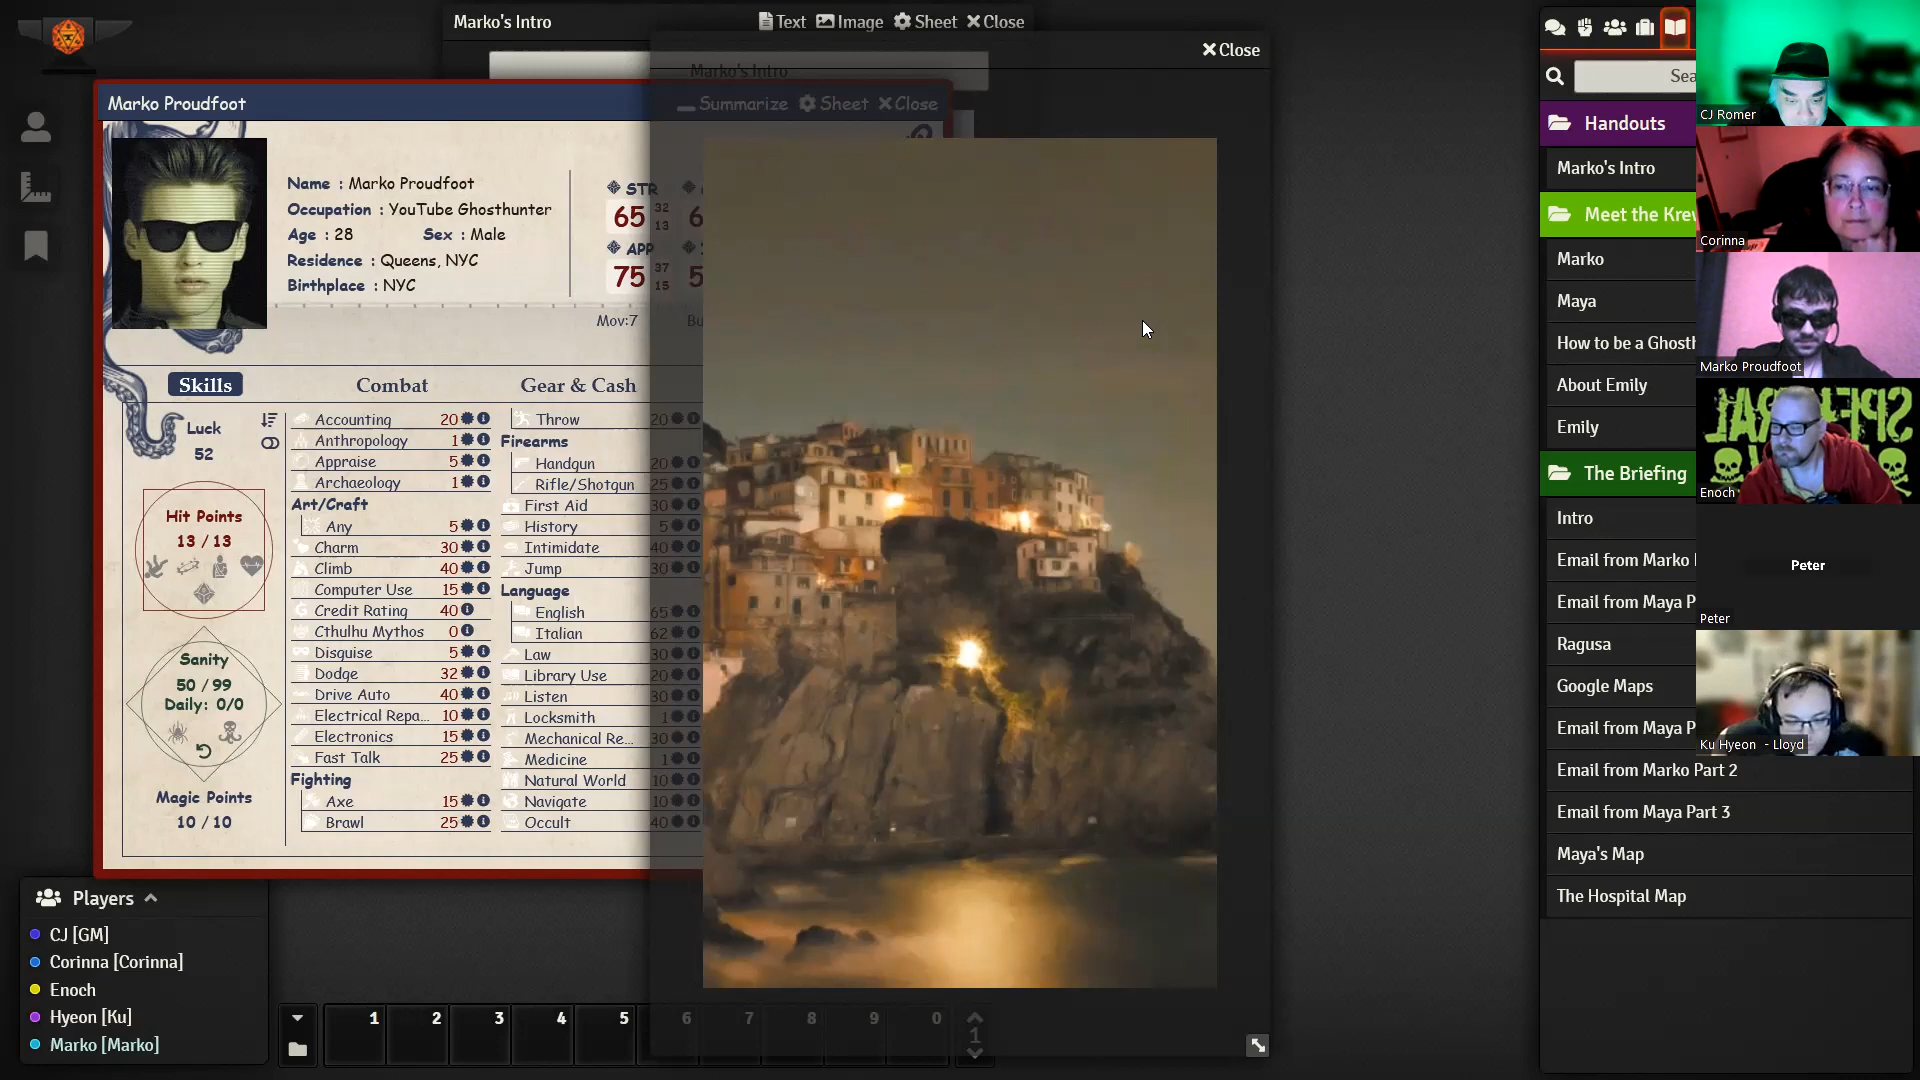 Marko's Intro
Text Image Sheet Close
Marko's Intro
Close
Marko Proudfoot
Summarize Sheet Close
Name : Marko Proudfoot
Occupation : YouTube Ghosthunter
Age : 28 Sex : Male
Residence : Queens, NYC
Birthplace : NYC
STR
65 32 13
APP
75 37 15
Mov:7
Skills Combat Gear & Cash
Luck
52
Hit Points
13 / 13
Sanity
50 / 99
Daily: 0/0
Magic Points
10 / 10
Accounting 20
Anthropology 1
Appraise 5
Archaeology 1
Art/Craft
Any 5
Charm 30
Climb 40
Computer Use 15
Credit Rating 40
Cthulhu Mythos 0
Disguise 5
Dodge 32
Drive Auto 40
Electrical Repa... 10
Electronics 15
Fast Talk 25
Fighting
Axe 15
Brawl 25
Throw 20
Firearms
Handgun 20
Rifle/Shotgun 25
First Aid 30
History 5
Intimidate 40
Jump 30
Language
English 65
Italian 62
Law 30
Library Use 20
Listen 30
Locksmith 1
Mechanical Re... 30
Medicine 1
Natural World 10
Navigate 10
Occult 40
Players
CJ [GM]
Corinna [Corinna]
Enoch
Hyeon [Ku]
Marko [Marko]
1 2 3 4 5 6 7 8 9 0
1
Sea
Handouts
Marko's Intro
Meet the Krew
Marko
Maya
How to be a Ghosth
About Emily
Emily
The Briefing
Intro
Email from Marko
Email from Maya P
Ragusa
Google Maps
Email from Maya P
Email from Marko Part 2
Email from Maya Part 3
Maya's Map
The Hospital Map
CJ Romer
Corinna
Marko Proudfoot
Enoch
Peter
Peter
Ku Hyeon - Lloyd